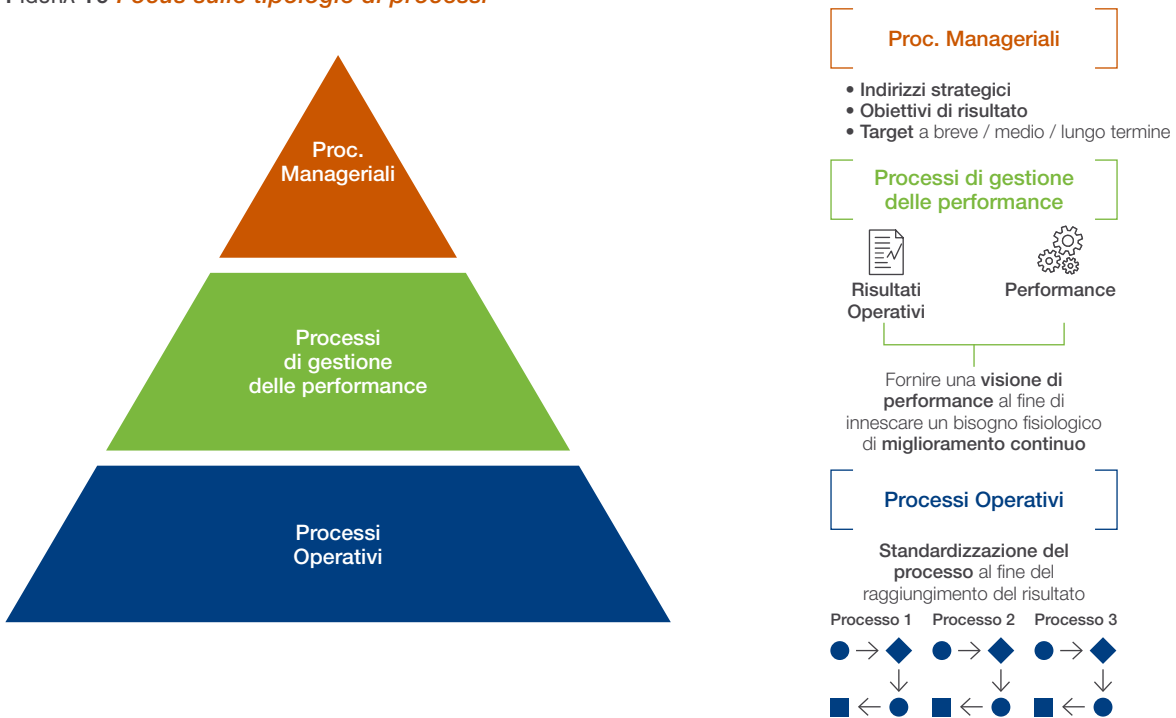 Proc.
Manageriali
Processi
di gestione
delle performance
Processi
Operativi
Proc. Manageriali
• Indirizzi strategici
• Obiettivi di risultato
• Target a breve / medio / lungo termine
Processi di gestione
delle performance
Risultati
Operativi
Performance
Fornire una visione di
performance al fine di
innescare un bisogno fisiologico
di miglioramento continuo
Processi Operativi
Standardizzazione del
processo al fine del
raggiungimento del risultato
Processo 1 Processo 2 Processo 3